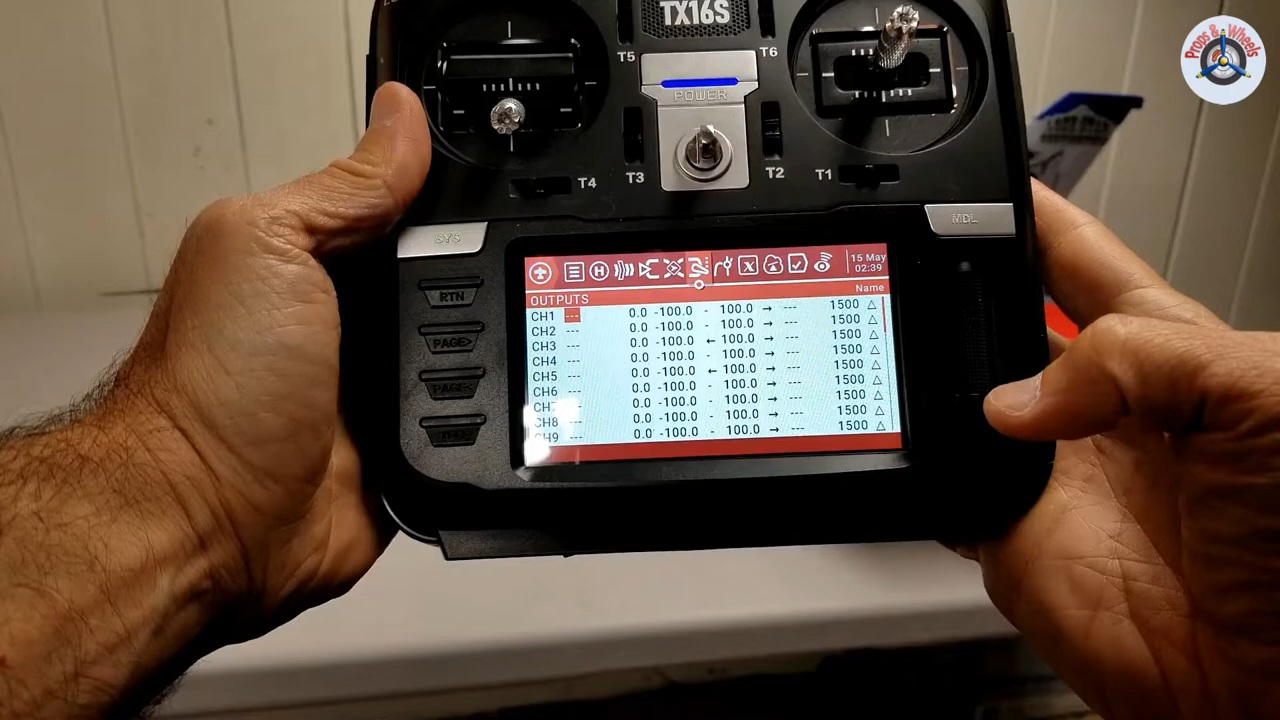 TX16S
Props & Wheels
T5
T6
POWER
T4
T3
T2
T1
SYS
MDL
RTN
PAGE>
PAGE<
15 May
02:39
OUTPUTS
Name
CH1 --- 0.0 -100.0 - 100.0 → --- 1500 △
CH2 --- 0.0 -100.0 - 100.0 → --- 1500 △
CH3 --- 0.0 -100.0 - 100.0 ← --- 1500 △
CH4 --- 0.0 -100.0 - 100.0 → --- 1500 △
CH5 --- 0.0 -100.0 - 100.0 ← --- 1500 △
CH6 --- 0.0 -100.0 - 100.0 → --- 1500 △
CH7 --- 0.0 -100.0 - 100.0 → --- 1500 △
CH8 --- 0.0 -100.0 - 100.0 → --- 1500 △
CH9 --- 0.0 -100.0 - 100.0 → --- 1500 △